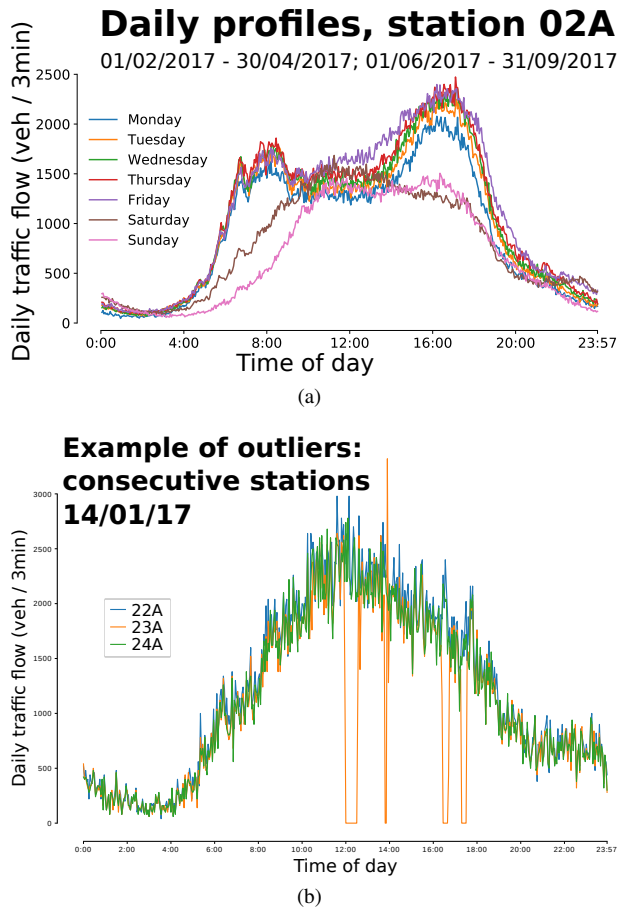 Daily profiles, station 02A
01/02/2017 - 30/04/2017; 01/06/2017 - 31/09/2017
Daily traffic flow (veh / 3min)
2500
2000
1500
1000
500
0
Monday
Tuesday
Wednesday
Thursday
Friday
Saturday
Sunday
0:00 4:00 8:00 12:00 16:00 20:00 23:57
Time of day
(a)
Example of outliers:
consecutive stations
14/01/17
Daily traffic flow (veh / 3min)
3000
2500
2000
1500
1000
500
0
22A
23A
24A
0:00 2:00 4:00 6:00 8:00 10:00 12:00 14:00 16:00 18:00 20:00 22:00 23:57
Time of day
(b)